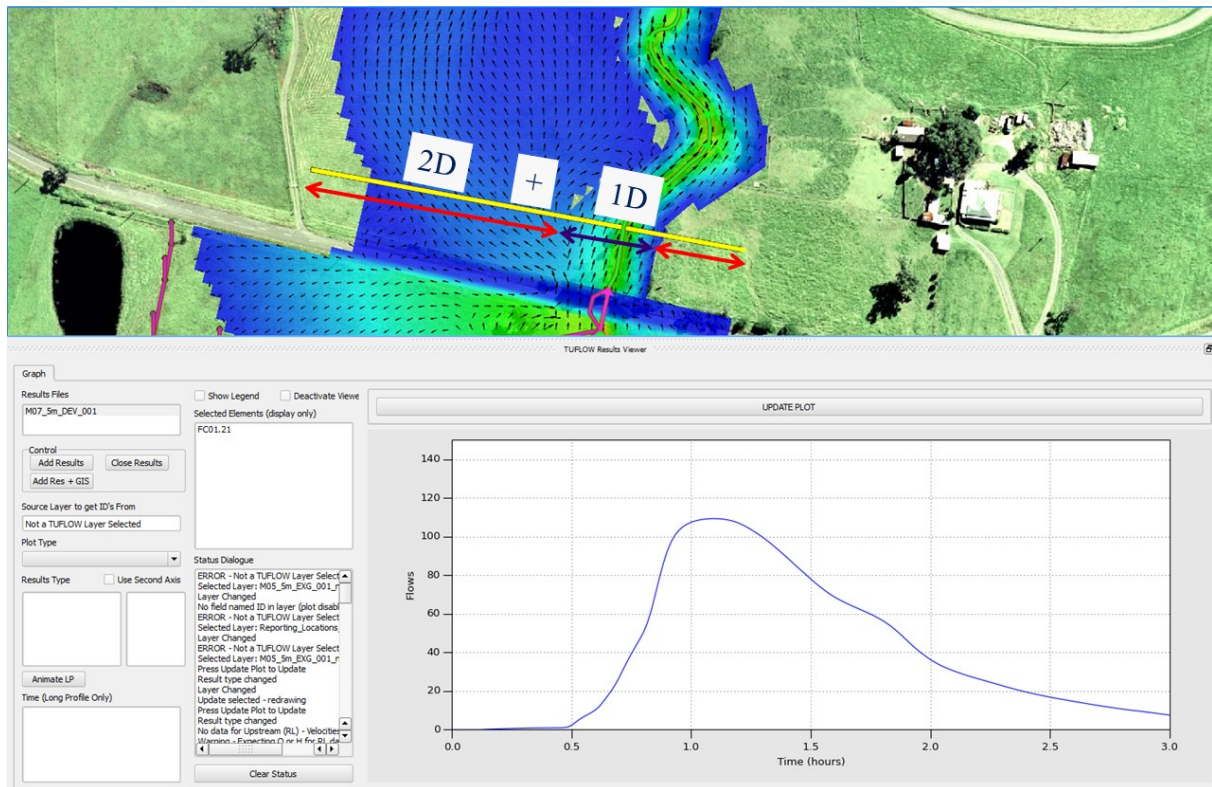 2D
+
1D
TUFLOW Results Viewer
Graph
Results Files
M07_5m_DEV_001
Control
Add Results
Close Results
Add Res + GIS
Source Layer to get ID's From
Not a TUFLOW Layer Selected
Plot Type
Results Type
Use Second Axis
Animate LP
Time (Long Profile Only)
Show Legend
Deactivate Viewe
Selected Elements (display only)
FC01.21
Status Dialogue
ERROR - Not a TUFLOW Layer Select
Selected Layer: M05_5m_EXG_001_r
Layer Changed
No field named ID in layer (plot disabl
ERROR - Not a TUFLOW Layer Select
Selected Layer: Reporting_Locations_
Layer Changed
ERROR - Not a TUFLOW Layer Select
Selected Layer: M05_5m_EXG_001_r
Press Update Plot to Update
Result type changed
Layer Changed
Update selected - redrawing
Press Update Plot to Update
Result type changed
No data for Upstream (RL) - Velocities
Warning - Expecting Q or H for RL da
Clear Status
UPDATE PLOT
140
120
100
80
60
40
20
0
Flows
0.0 0.5 1.0 1.5 2.0 2.5 3.0
Time (hours)